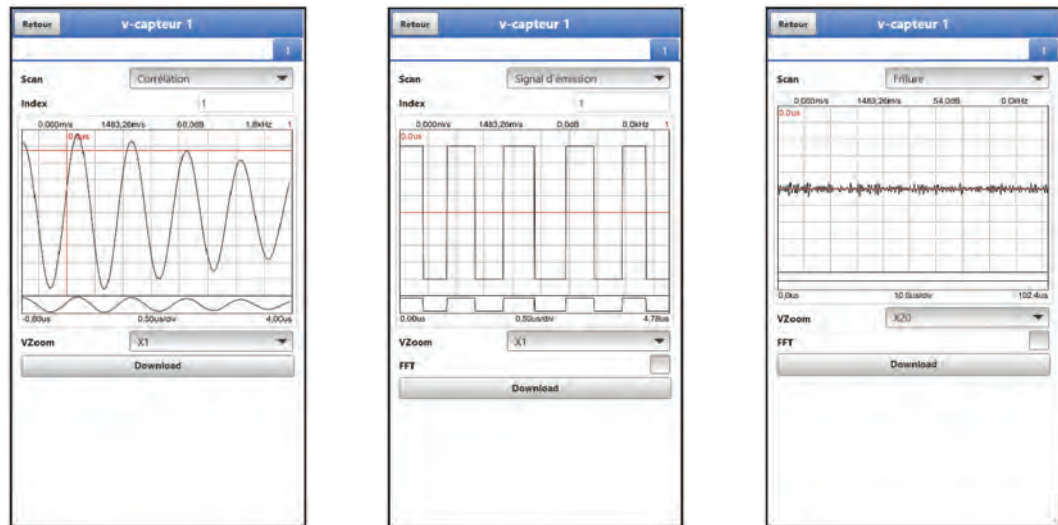 Retour v-capteur 1
1
Scan Corrélation
Index 1
0,000m/s 1483,26m/s 68,0dB 1,8kHz 1
0,0us
-0,80us 0,50us/div 4,00us
VZoom X1
Download
Retour v-capteur 1
1
Scan Signal d'émission
Index 1
0,000m/s 1483,26m/s 0,0dB 0,0kHz 1
0,0us
0,00us 0,50us/div 4,78us
VZoom X1
FFT
Download
Retour v-capteur 1
1
Scan Friture
0,000m/s 1483,26m/s 54,0dB 0,0kHz
0,0us
0,0us 10,0us/div 102,4us
VZoom X20
FFT
Download